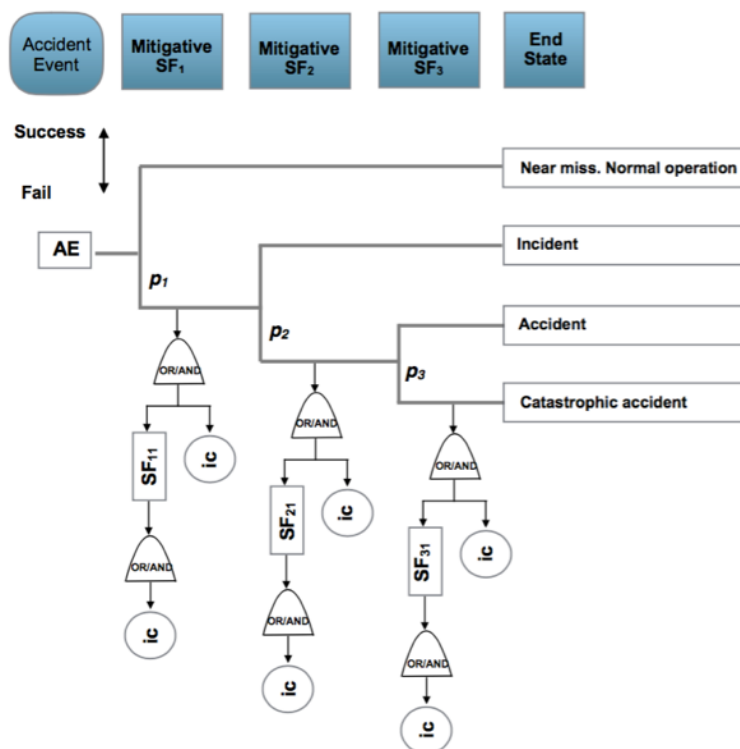 Accident
Event
Mitigative
SF₁
Mitigative
SF₂
Mitigative
SF₃
End
State
Success
Fail
Near miss. Normal operation
AE
Incident
p₁
Accident
p₂
p₃
Catastrophic accident
OR/AND
OR/AND
OR/AND
SF₁₁
ic
SF₂₁
ic
SF₃₁
ic
OR/AND
OR/AND
OR/AND
ic
ic
ic